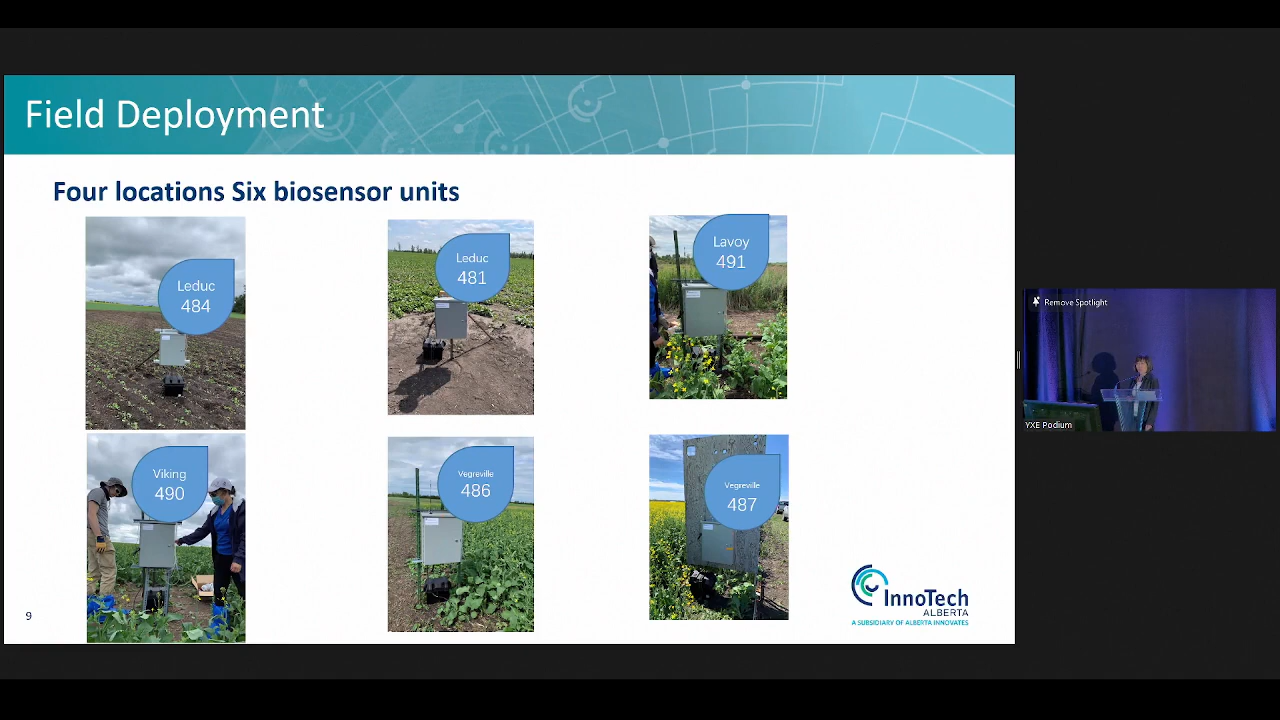 Field Deployment
Four locations Six biosensor units
Leduc
484
Leduc
481
Lavoy
491
Viking
490
Vegreville
486
Vegreville
487
9
InnoTech
ALBERTA
A SUBSIDIARY OF ALBERTA INNOVATES
Remove Spotlight
YXE Podium